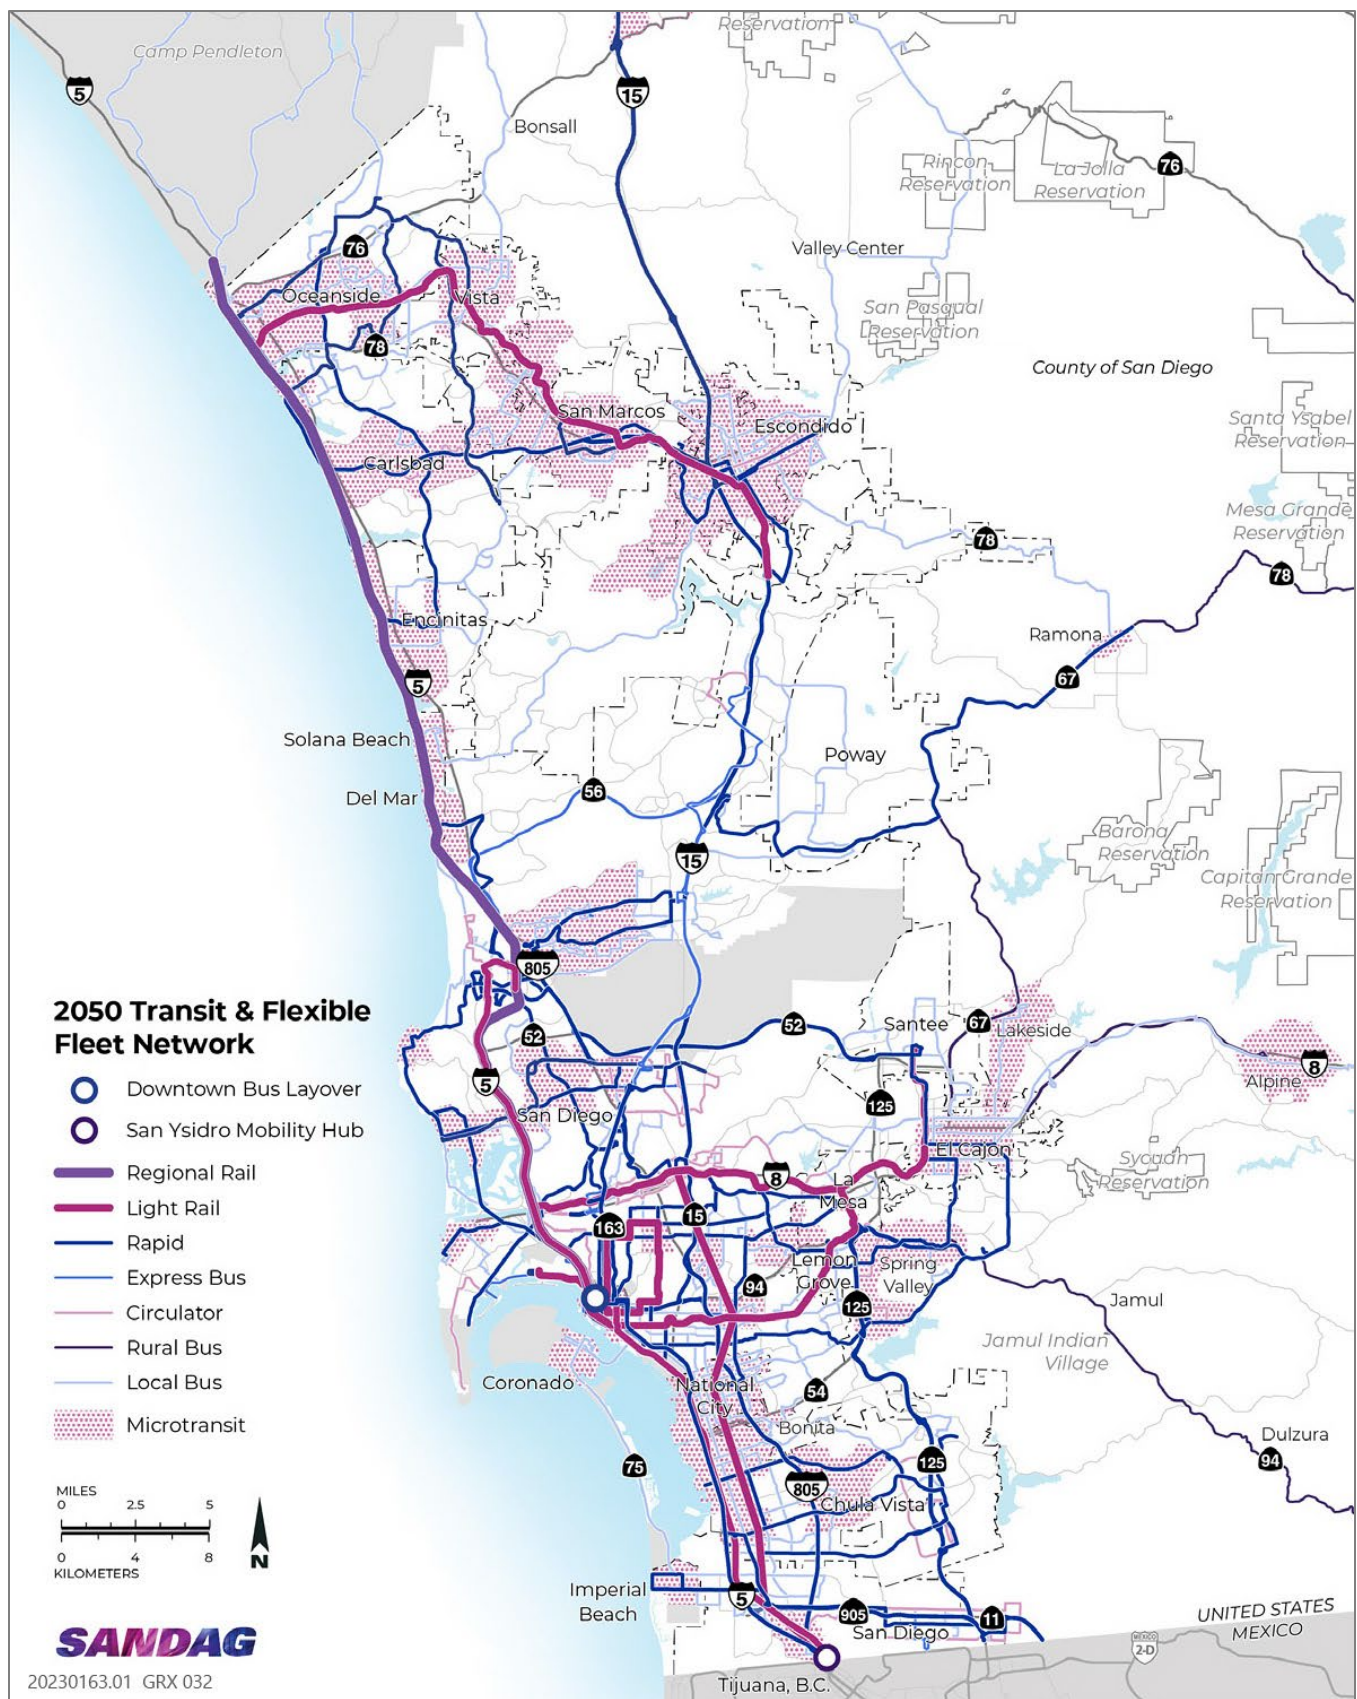 Reservation
Camp Pendleton
5
15
Bonsall
76
Rincon
Reservation
La Jolla
Reservation
76
Valley Center
Oceanside
Vista
San Pasqual
Reservation
78
County of San Diego
San Marcos
Escondido
Santa Ysabel
Reservation
Carlsbad
Mesa Grande
Reservation
78
78
Encinitas
Ramona
67
5
Solana Beach
Poway
Del Mar
56
15
Barona
Reservation
Capitan Grande
Reservation
805
2050 Transit & Flexible
Fleet Network
Downtown Bus Layover
San Ysidro Mobility Hub
Regional Rail
Light Rail
Rapid
Express Bus
Circulator
Rural Bus
Local Bus
Microtransit
52
52
Santee
67
Lakeside
8
Alpine
5
125
San Diego
El Cajon
Sycuan
Reservation
8
La
Mesa
163
15
Lemon
Grove
Spring
Valley
94
125
Jamul
Jamul Indian
Village
Coronado
National
City
54
Bonita
Dulzura
94
75
125
805
Chula Vista
MILES
0 2.5 5
0 4 8
KILOMETERS
N
Imperial
Beach
5
905
11
San Diego
UNITED STATES
MEXICO
MEXICO
2-D
SANDAG
20230163.01 GRX 032
Tijuana, B.C.